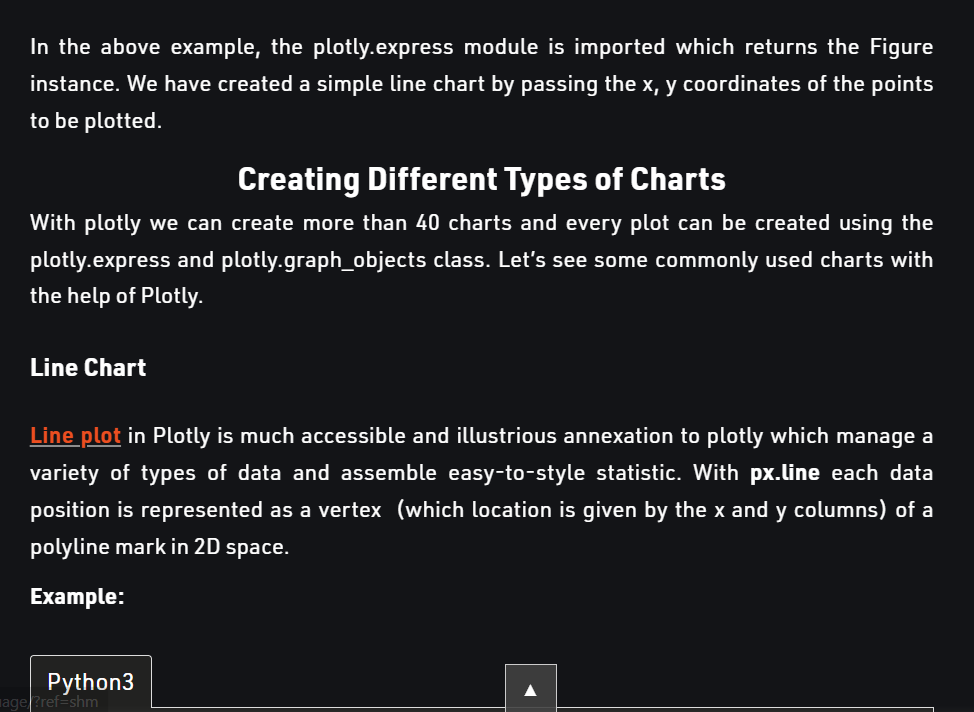 In the above example, the plotly.express module is imported which returns the Figure
instance. We have created a simple line chart by passing the x, y coordinates of the points
to be plotted.
Creating Different Types of Charts
With plotly we can create more than 40 charts and every plot can be created using the
plotly.express and plotly.graph_objects class. Let’s see some commonly used charts with
the help of Plotly.
Line Chart
Line plot in Plotly is much accessible and illustrious annexation to plotly which manage a
variety of types of data and assemble easy-to-style statistic. With px.line each data
position is represented as a vertex (which location is given by the x and y columns) of a
polyline mark in 2D space.
Example:
Python3
age/?ref=shm